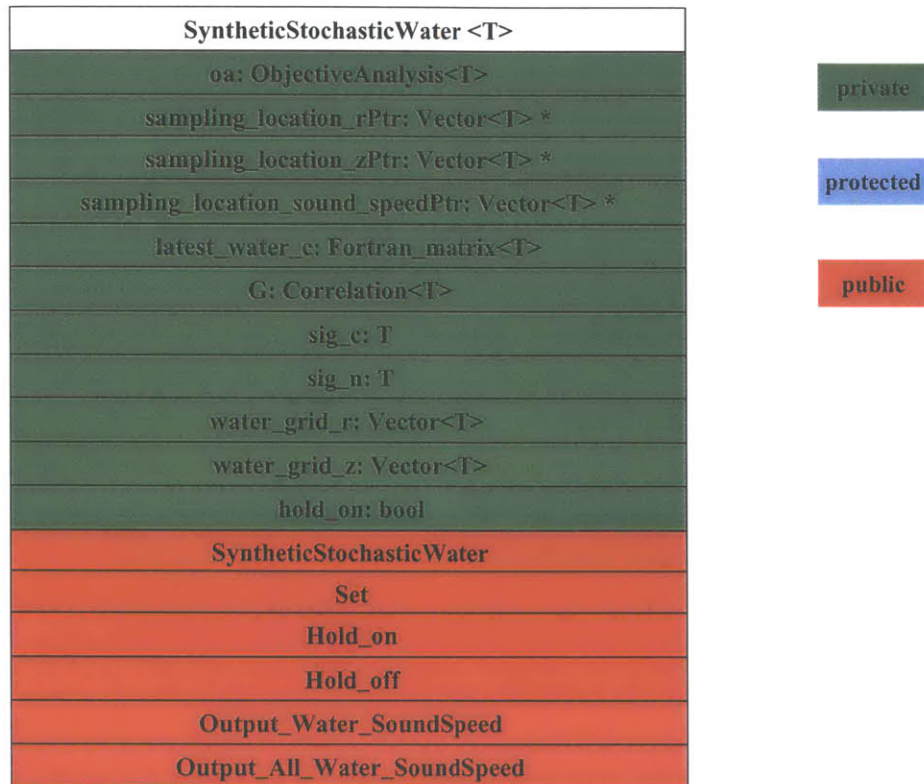 SyntheticStochasticWater <T>
oa: ObjectiveAnalysis<T>
sampling_location_rPtr: Vector<T> *
sampling_location_zPtr: Vector<T> *
sampling_location_sound_speedPtr: Vector<T> *
latest_water_c: Fortran_matrix<T>
G: Correlation<T>
sig_c: T
sig_n: T
water_grid_r: Vector<T>
water_grid_z: Vector<T>
hold_on: bool
SyntheticStochasticWater
Set
Hold_on
Hold_off
Output_Water_SoundSpeed
Output_All_Water_SoundSpeed
private
protected
public